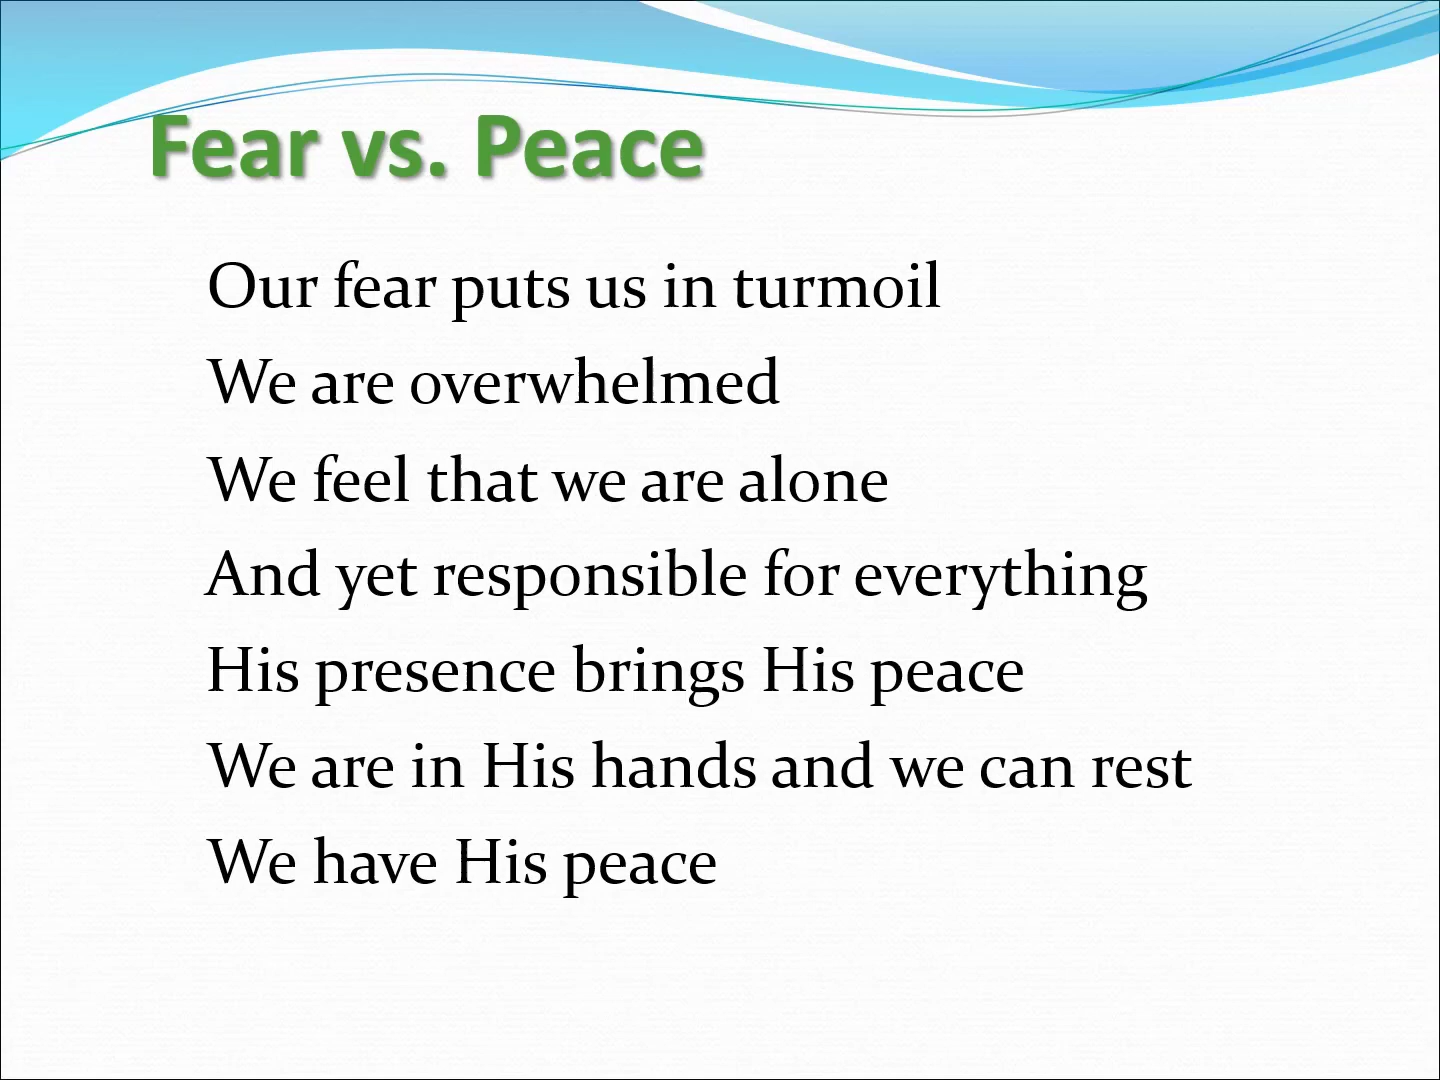 Fear vs. Peace
Our fear puts us in turmoil
We are overwhelmed
We feel that we are alone
And yet responsible for everything
His presence brings His peace
We are in His hands and we can rest
We have His peace